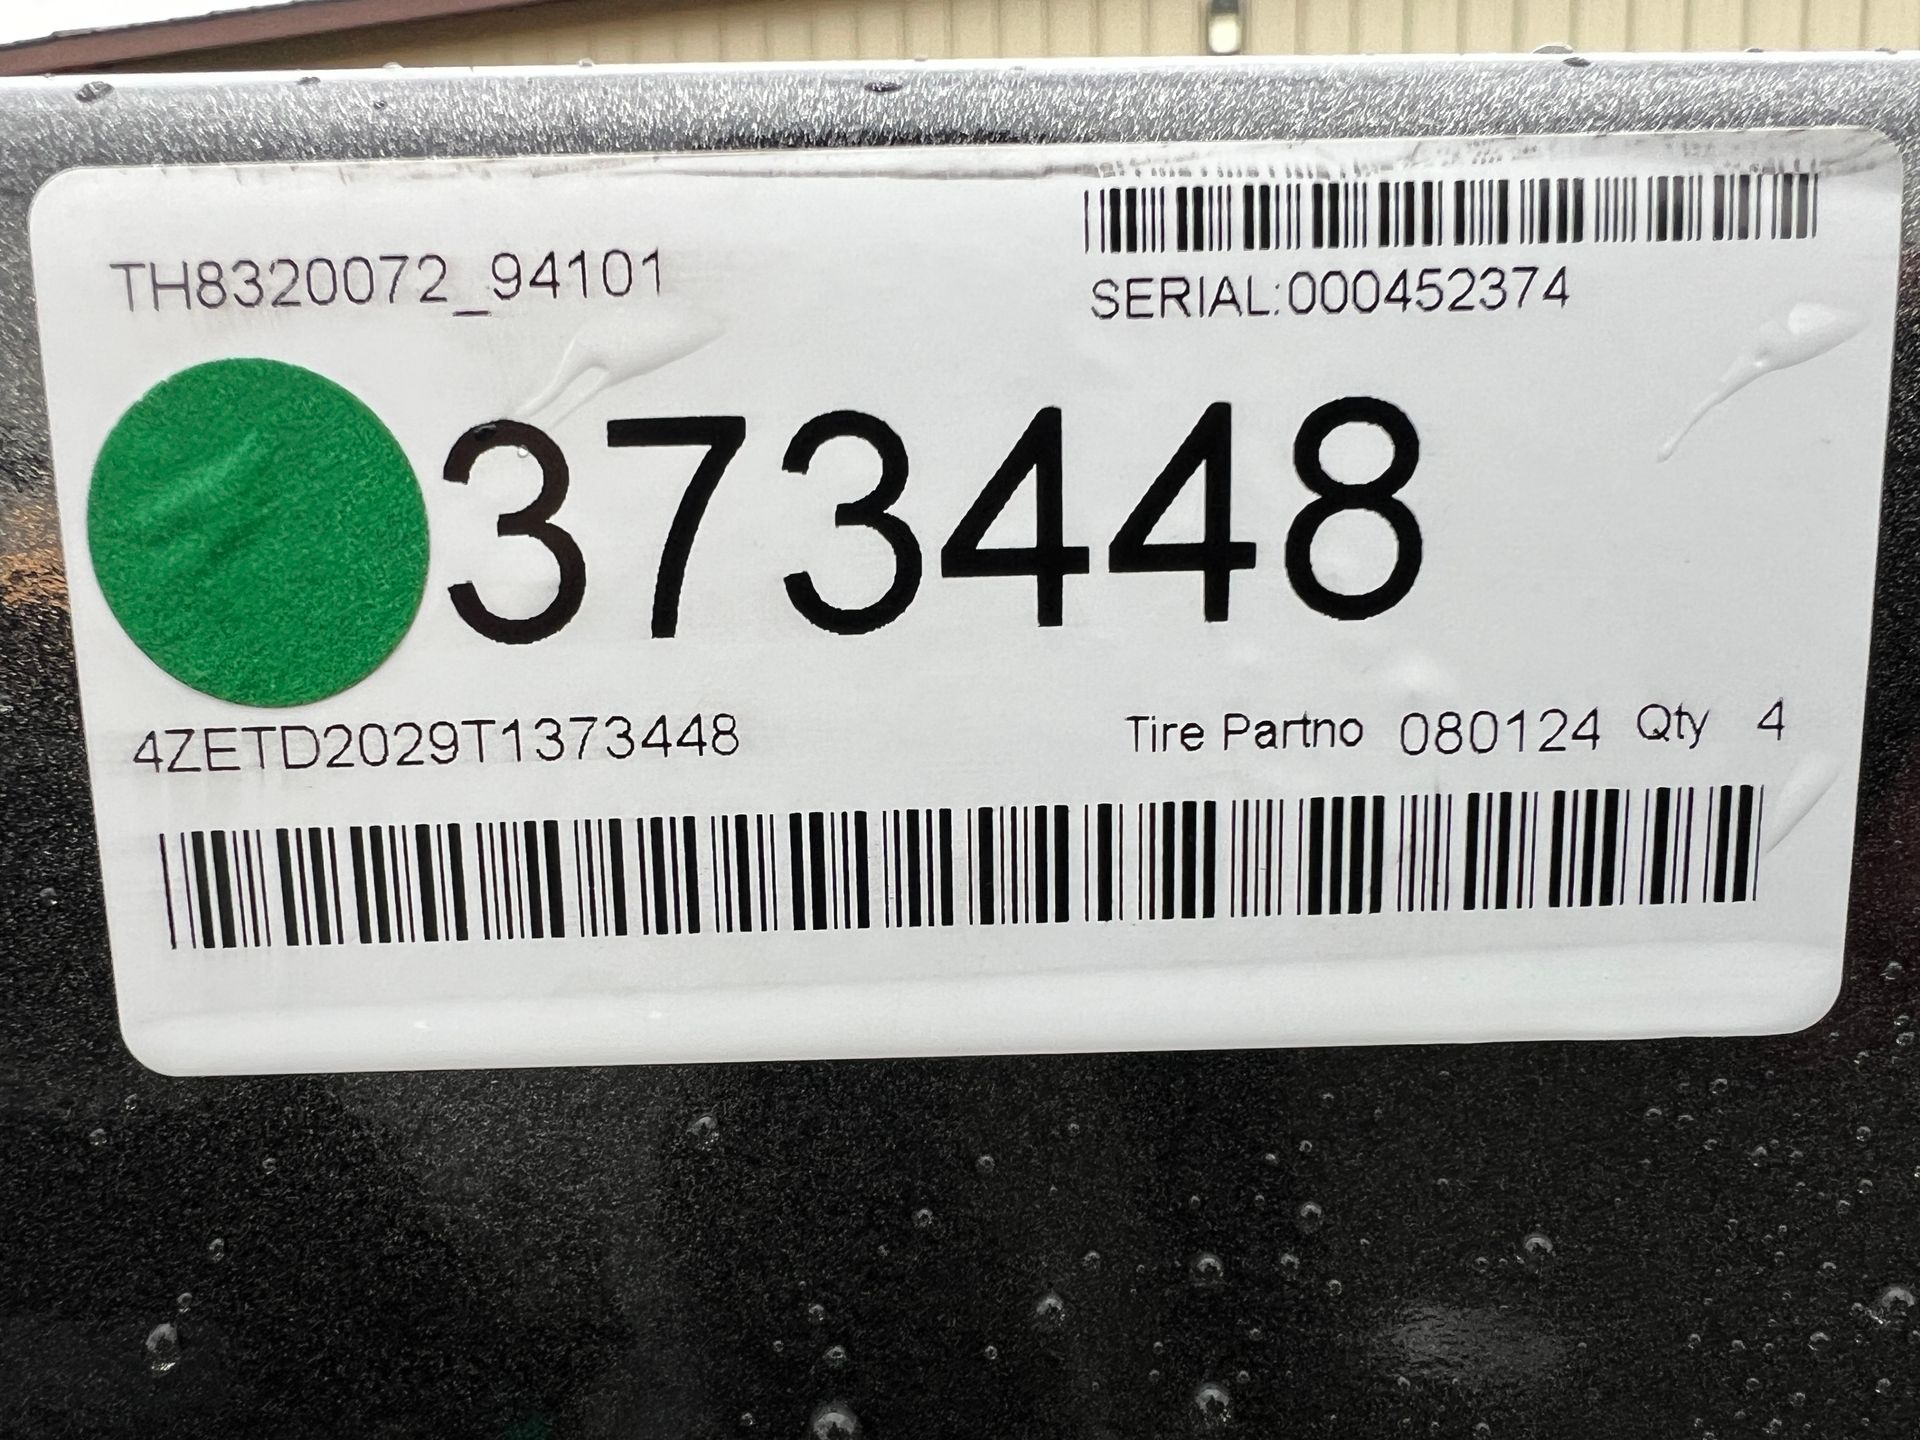 TH8320072_94101
SERIAL:000452374
373448
4ZETD2029T1373448
Tire Partno 080124 Qty 4